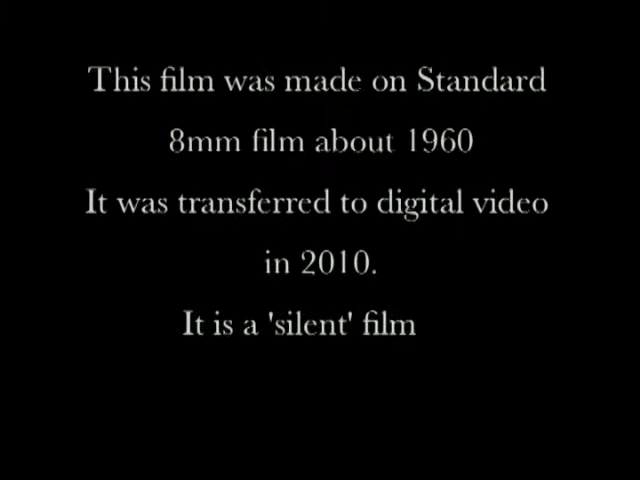 This film was made on Standard
8mm film about 1960
It was transferred to digital video
in 2010.
It is a 'silent' film